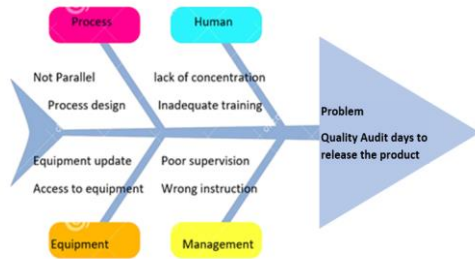 Process
Human
Not Parallel
lack of concentration
Process design
Inadequate training
Problem
Quality Audit days to
release the product
Equipment update
Poor supervision
Access to equipment
Wrong instruction
Equipment
Management